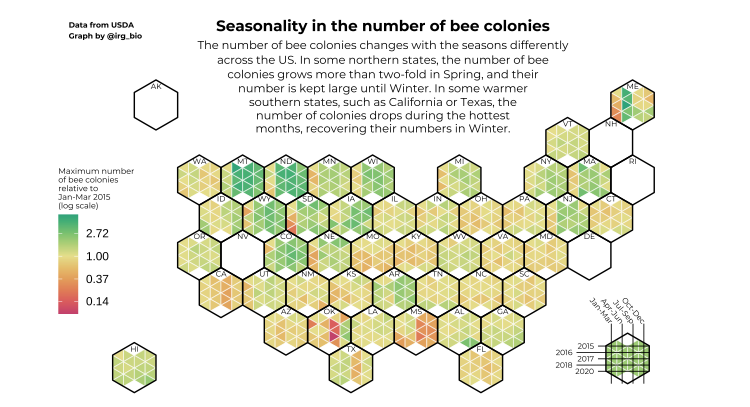 Data from USDA
Graph by @irg_bio
Seasonality in the number of bee colonies
The number of bee colonies changes with the seasons differently
across the US. In some northern states, the number of bee
colonies grows more than two-fold in Spring, and their
number is kept large until Winter. In some warmer
southern states, such as California or Texas, the
number of colonies drops during the hottest
months, recovering their numbers in Winter.
AK
ME
VT NH
WA MT ND MN WI MI NY MA RI
ID WY SD IA IL IN OH PA NJ CT
OR NV CO NE MO KY WV VA MD DE
CA UT NM KS AR TN NC SC
AZ OK LA MS AL GA
HI TX FL
Maximum number
of bee colonies
relative to
Jan-Mar 2015
(log scale)
2.72
1.00
0.37
0.14
Jan-Mar
Apr-Jun
Jul-Sep
Oct-Dec
2015
2016
2017
2018
2020